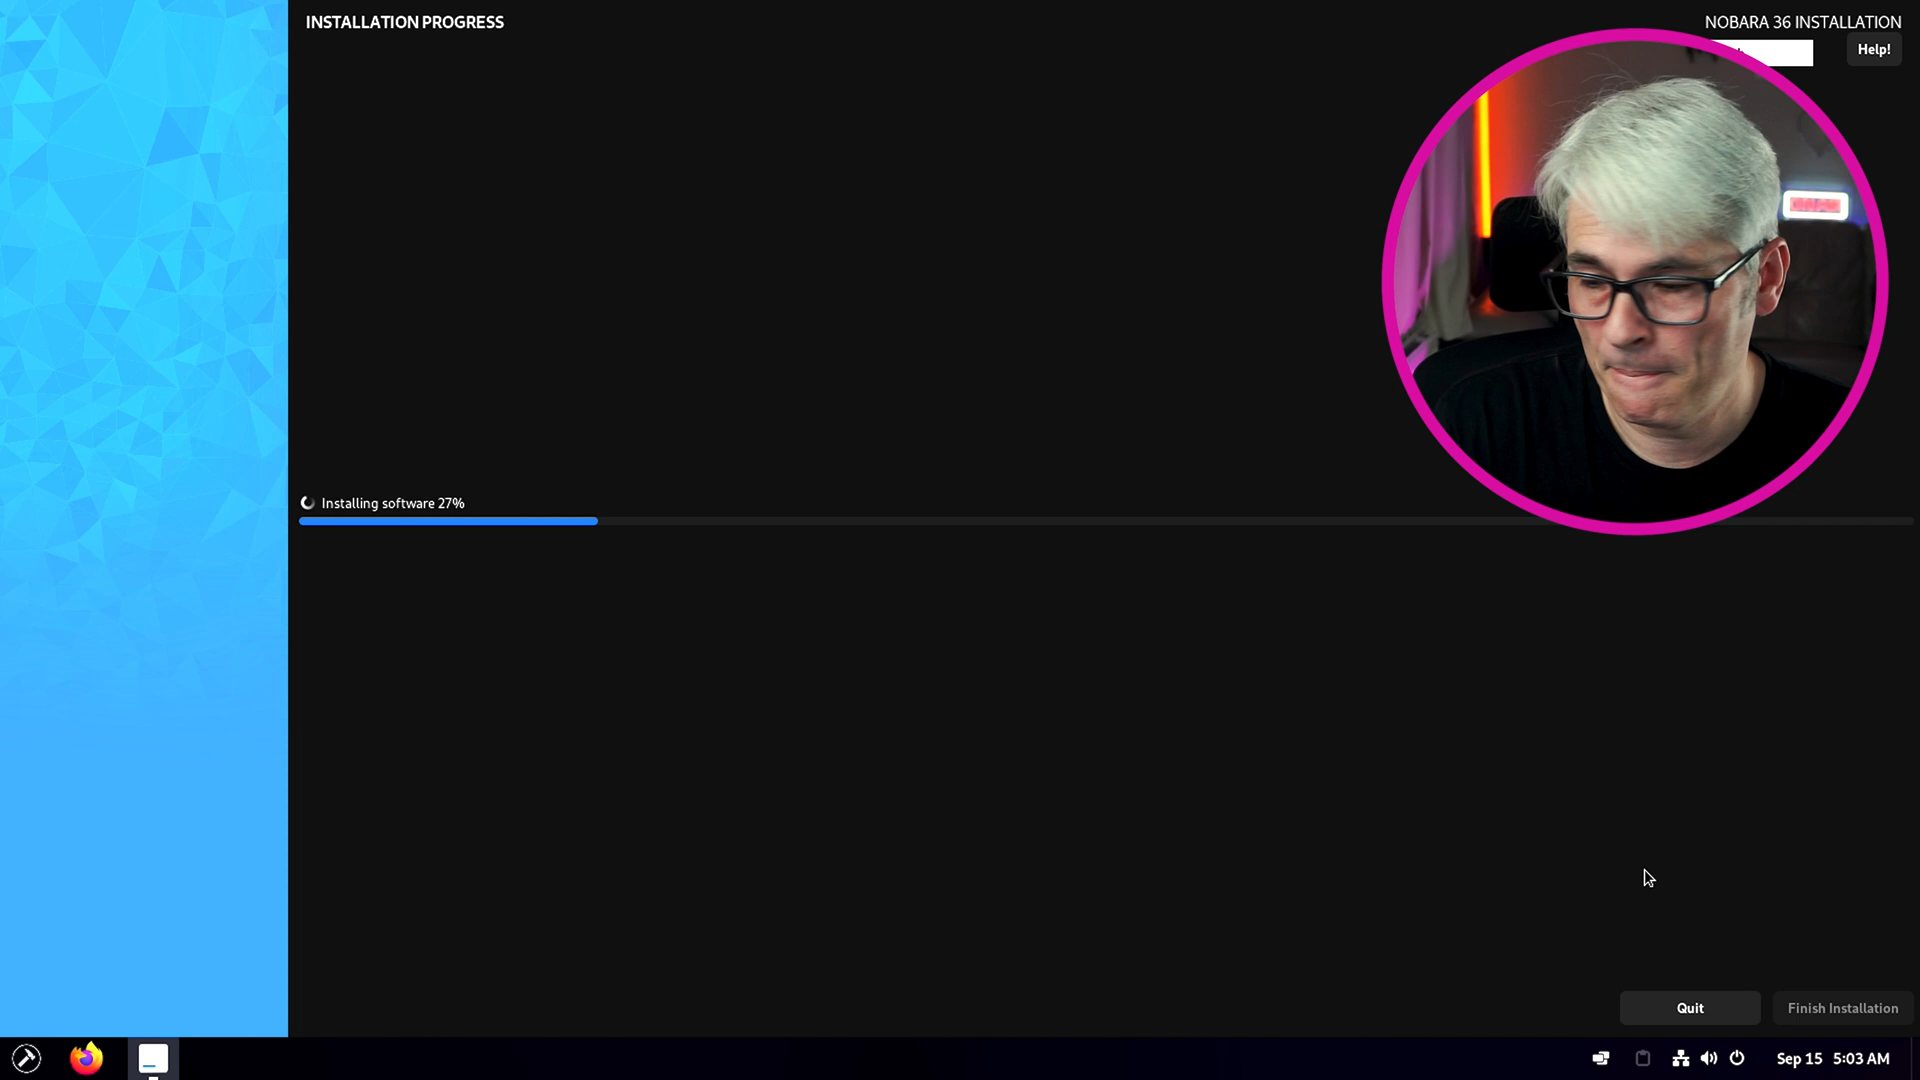 INSTALLATION PROGRESS
NOBARA 36 INSTALLATION
Help!
Installing software 27%
Quit
Finish Installation
Sep 15 5:03 AM